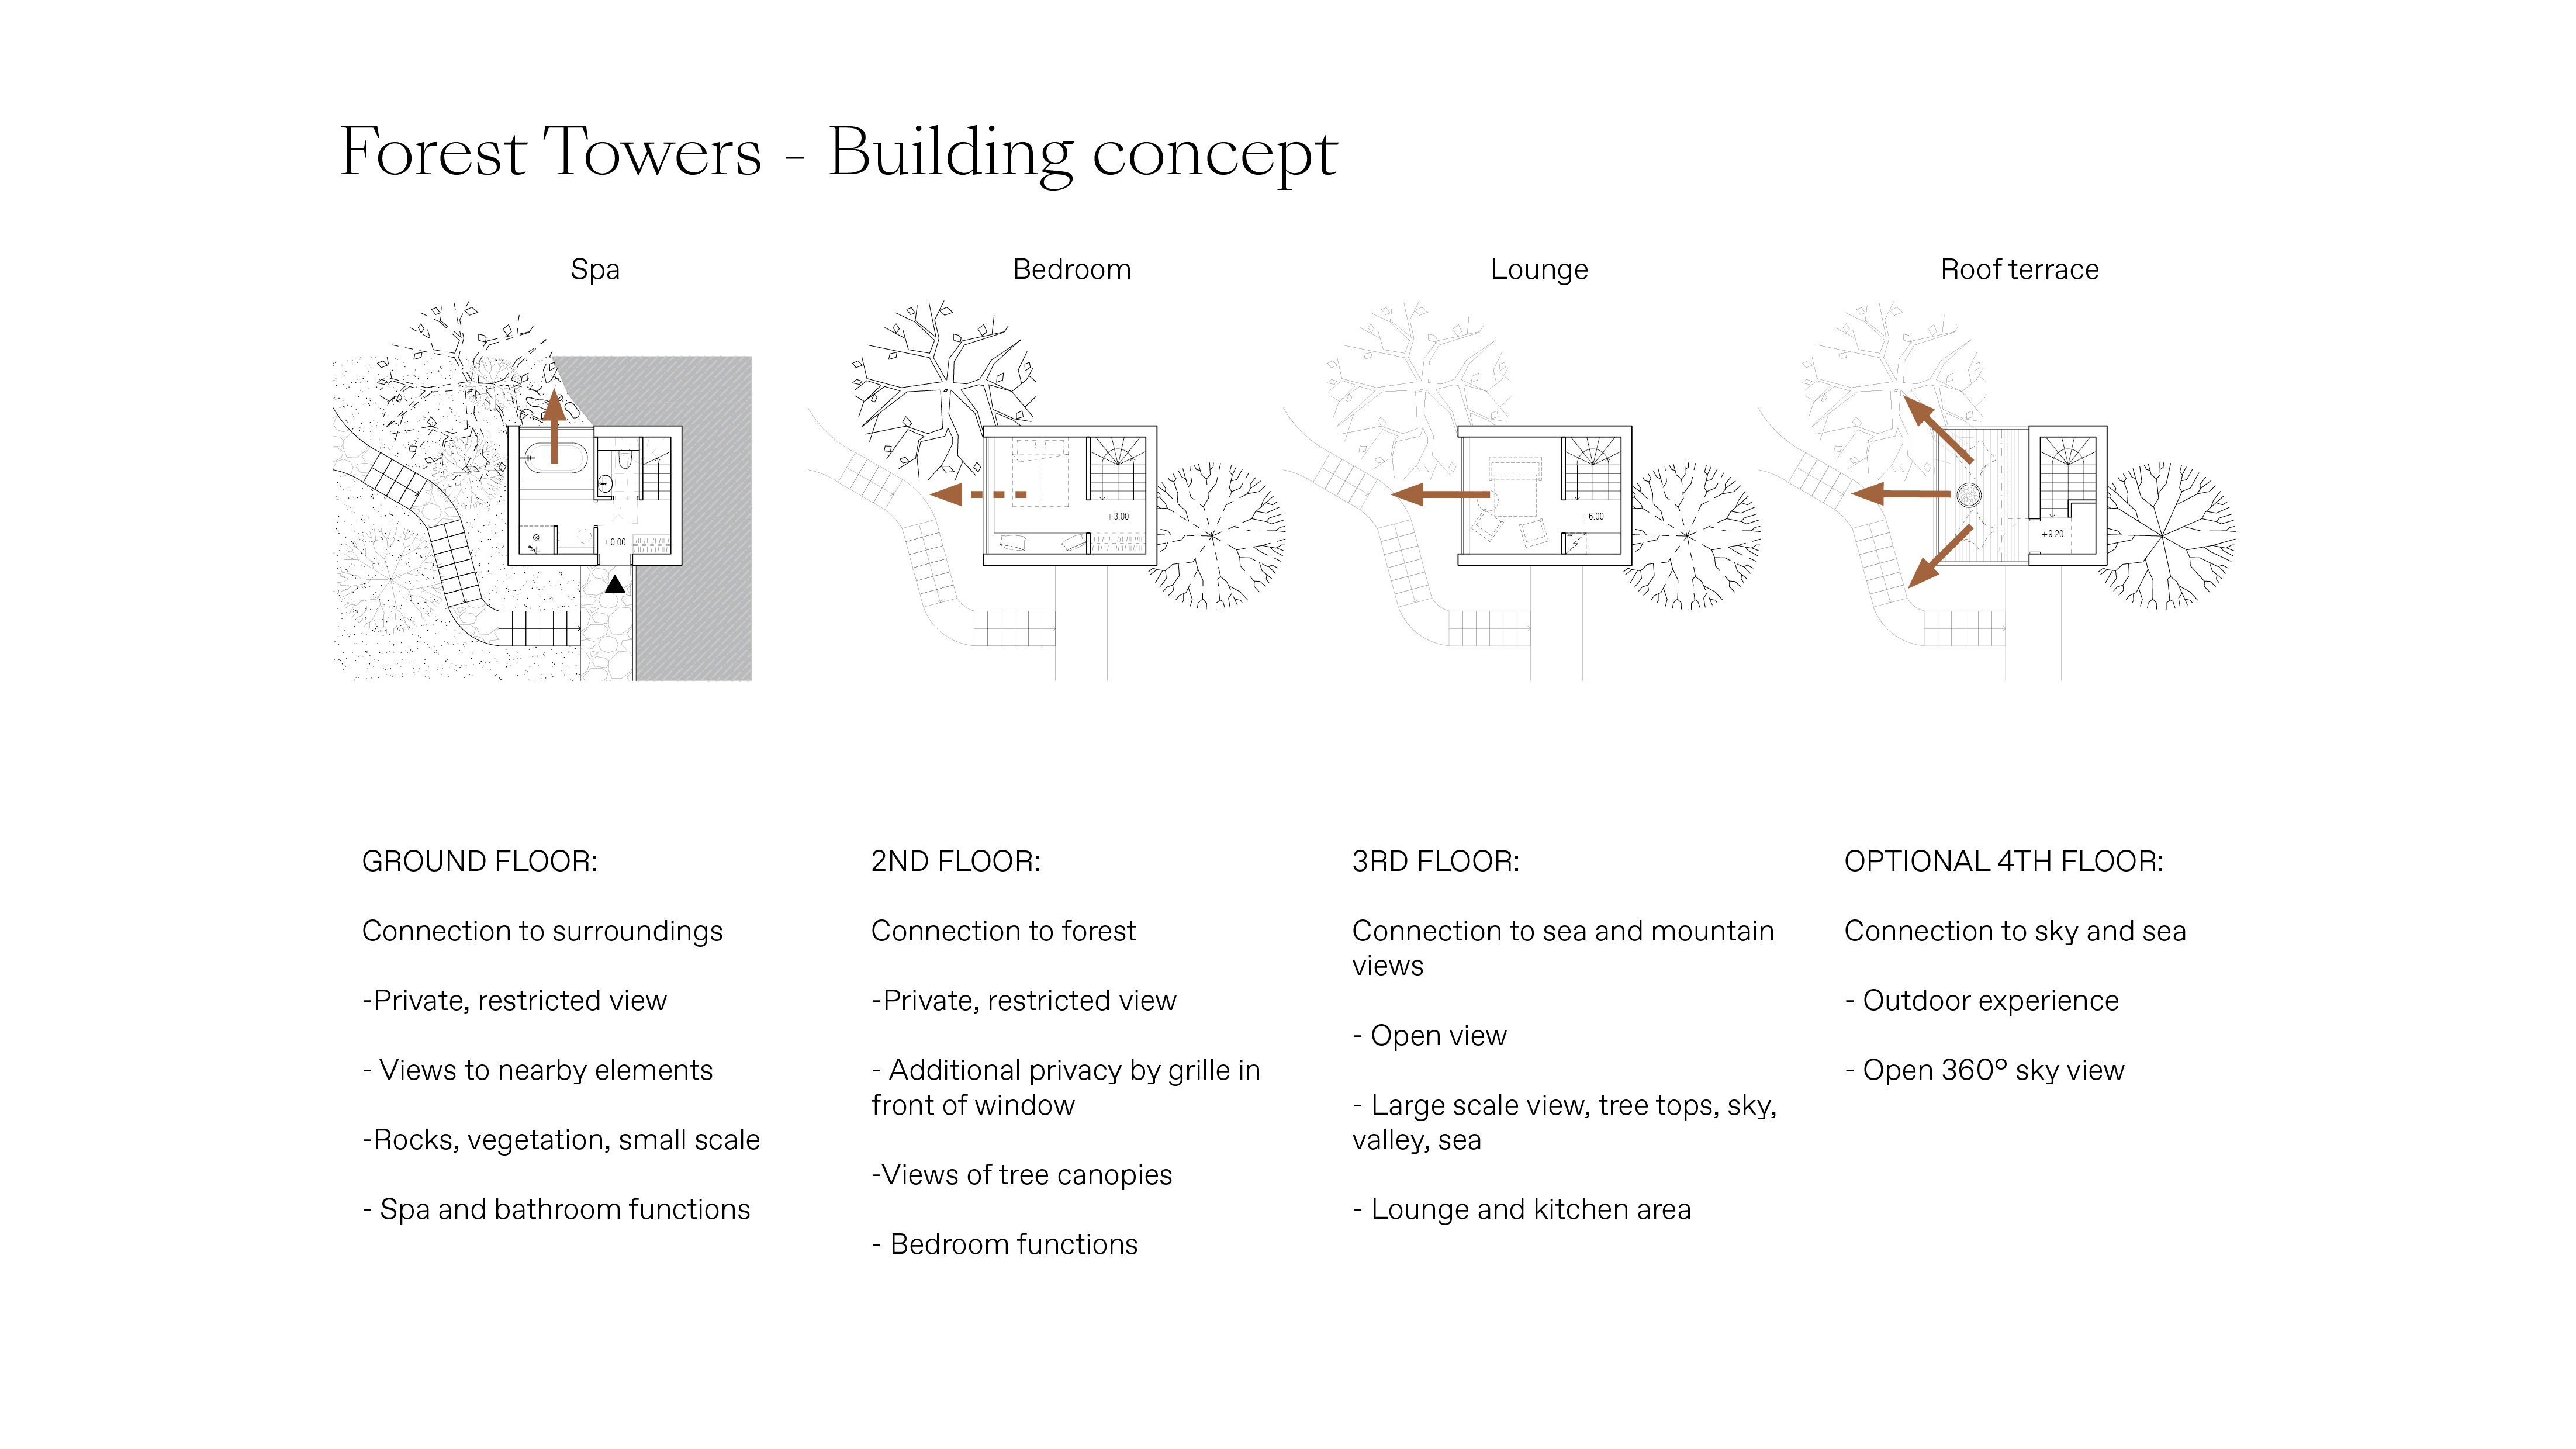 Forest Towers - Building concept
Spa
Bedroom
Lounge
Roof terrace
±0.00
+3.00
+6.00
+9.20
GROUND FLOOR:
Connection to surroundings
-Private, restricted view
- Views to nearby elements
-Rocks, vegetation, small scale
- Spa and bathroom functions
2ND FLOOR:
Connection to forest
-Private, restricted view
- Additional privacy by grille in
front of window
-Views of tree canopies
- Bedroom functions
3RD FLOOR:
Connection to sea and mountain
views
- Open view
- Large scale view, tree tops, sky,
valley, sea
- Lounge and kitchen area
OPTIONAL 4TH FLOOR:
Connection to sky and sea
- Outdoor experience
- Open 360° sky view